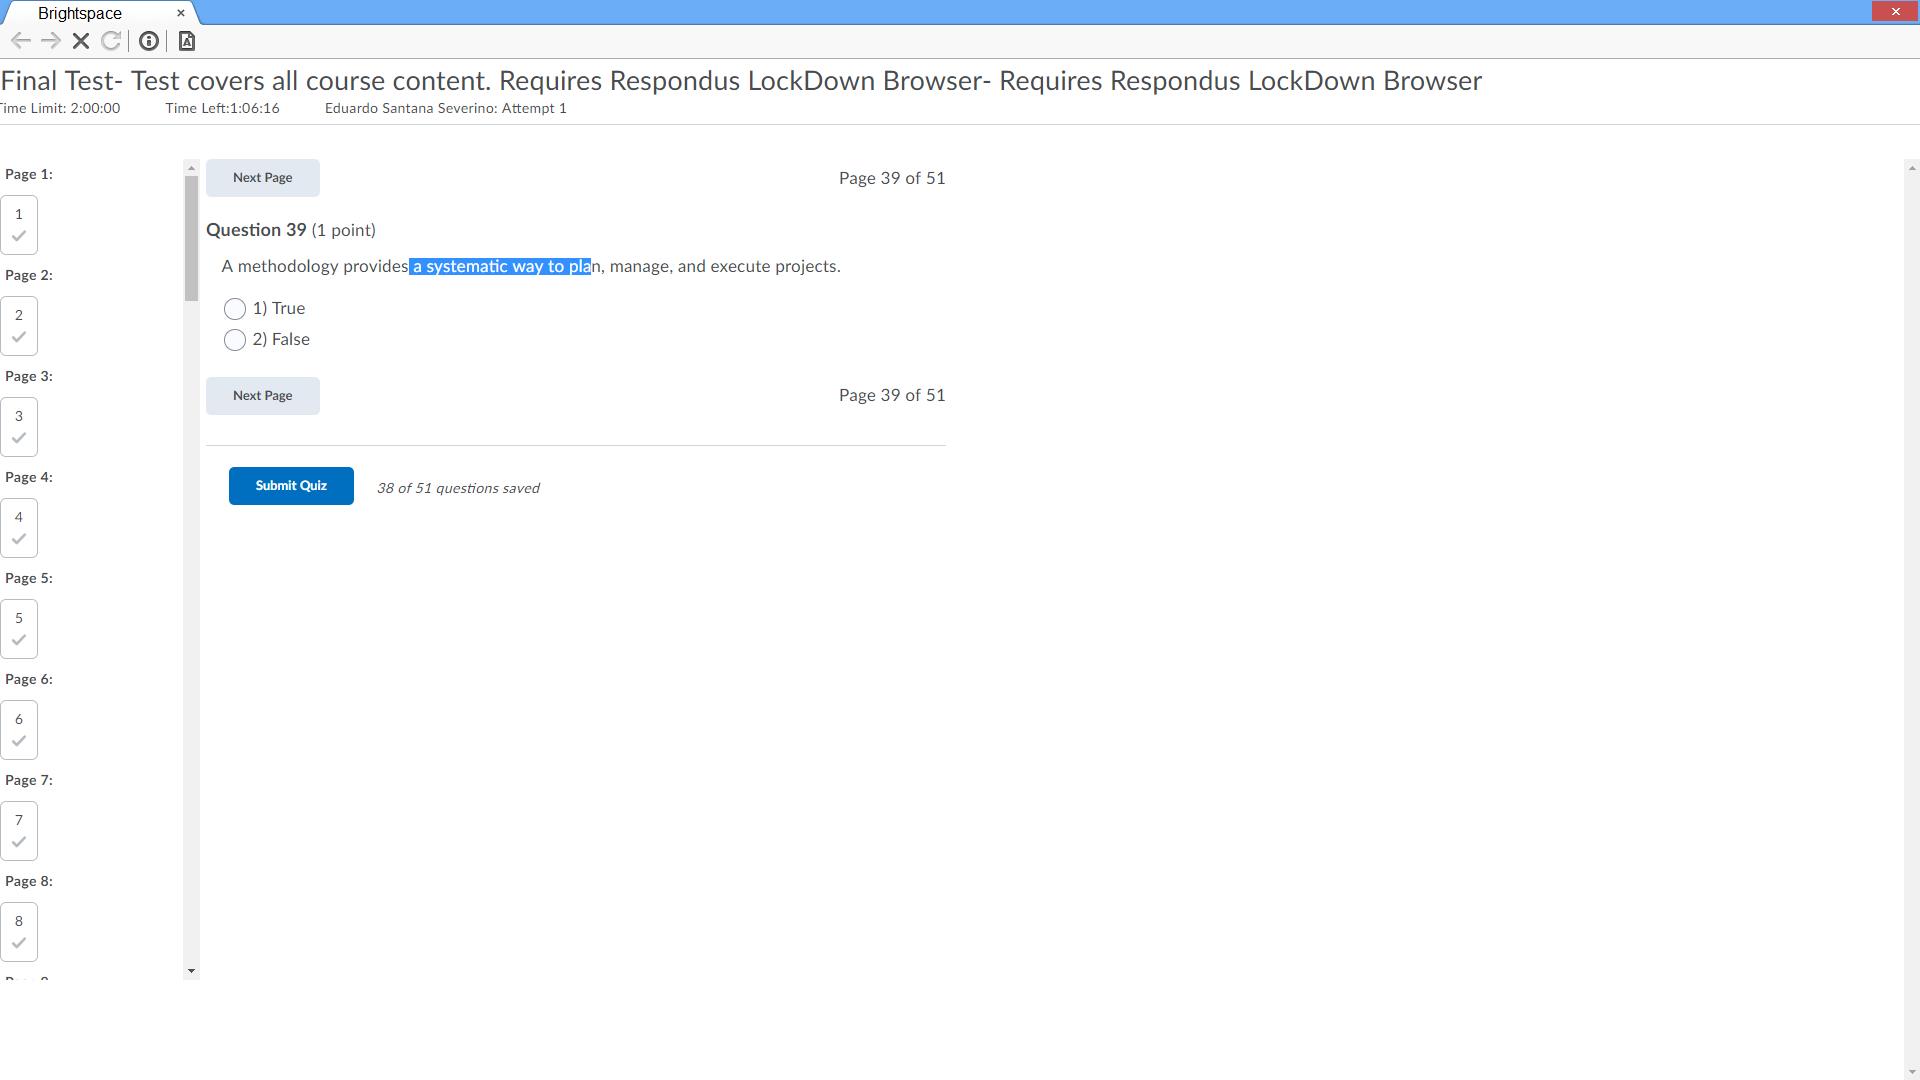 Brightspace
Final Test- Test covers all course content. Requires Respondus LockDown Browser- Requires Respondus LockDown Browser
Time Limit: 2:00:00 Time Left:1:06:16 Eduardo Santana Severino: Attempt 1
Page 1:
1
Page 2:
2
Page 3:
3
Page 4:
4
Page 5:
5
Page 6:
6
Page 7:
7
Page 8:
8
Next Page Page 39 of 51
Question 39 (1 point)
A methodology provides a systematic way to plan, manage, and execute projects.
1) True
2) False
Next Page Page 39 of 51
Submit Quiz 38 of 51 questions saved